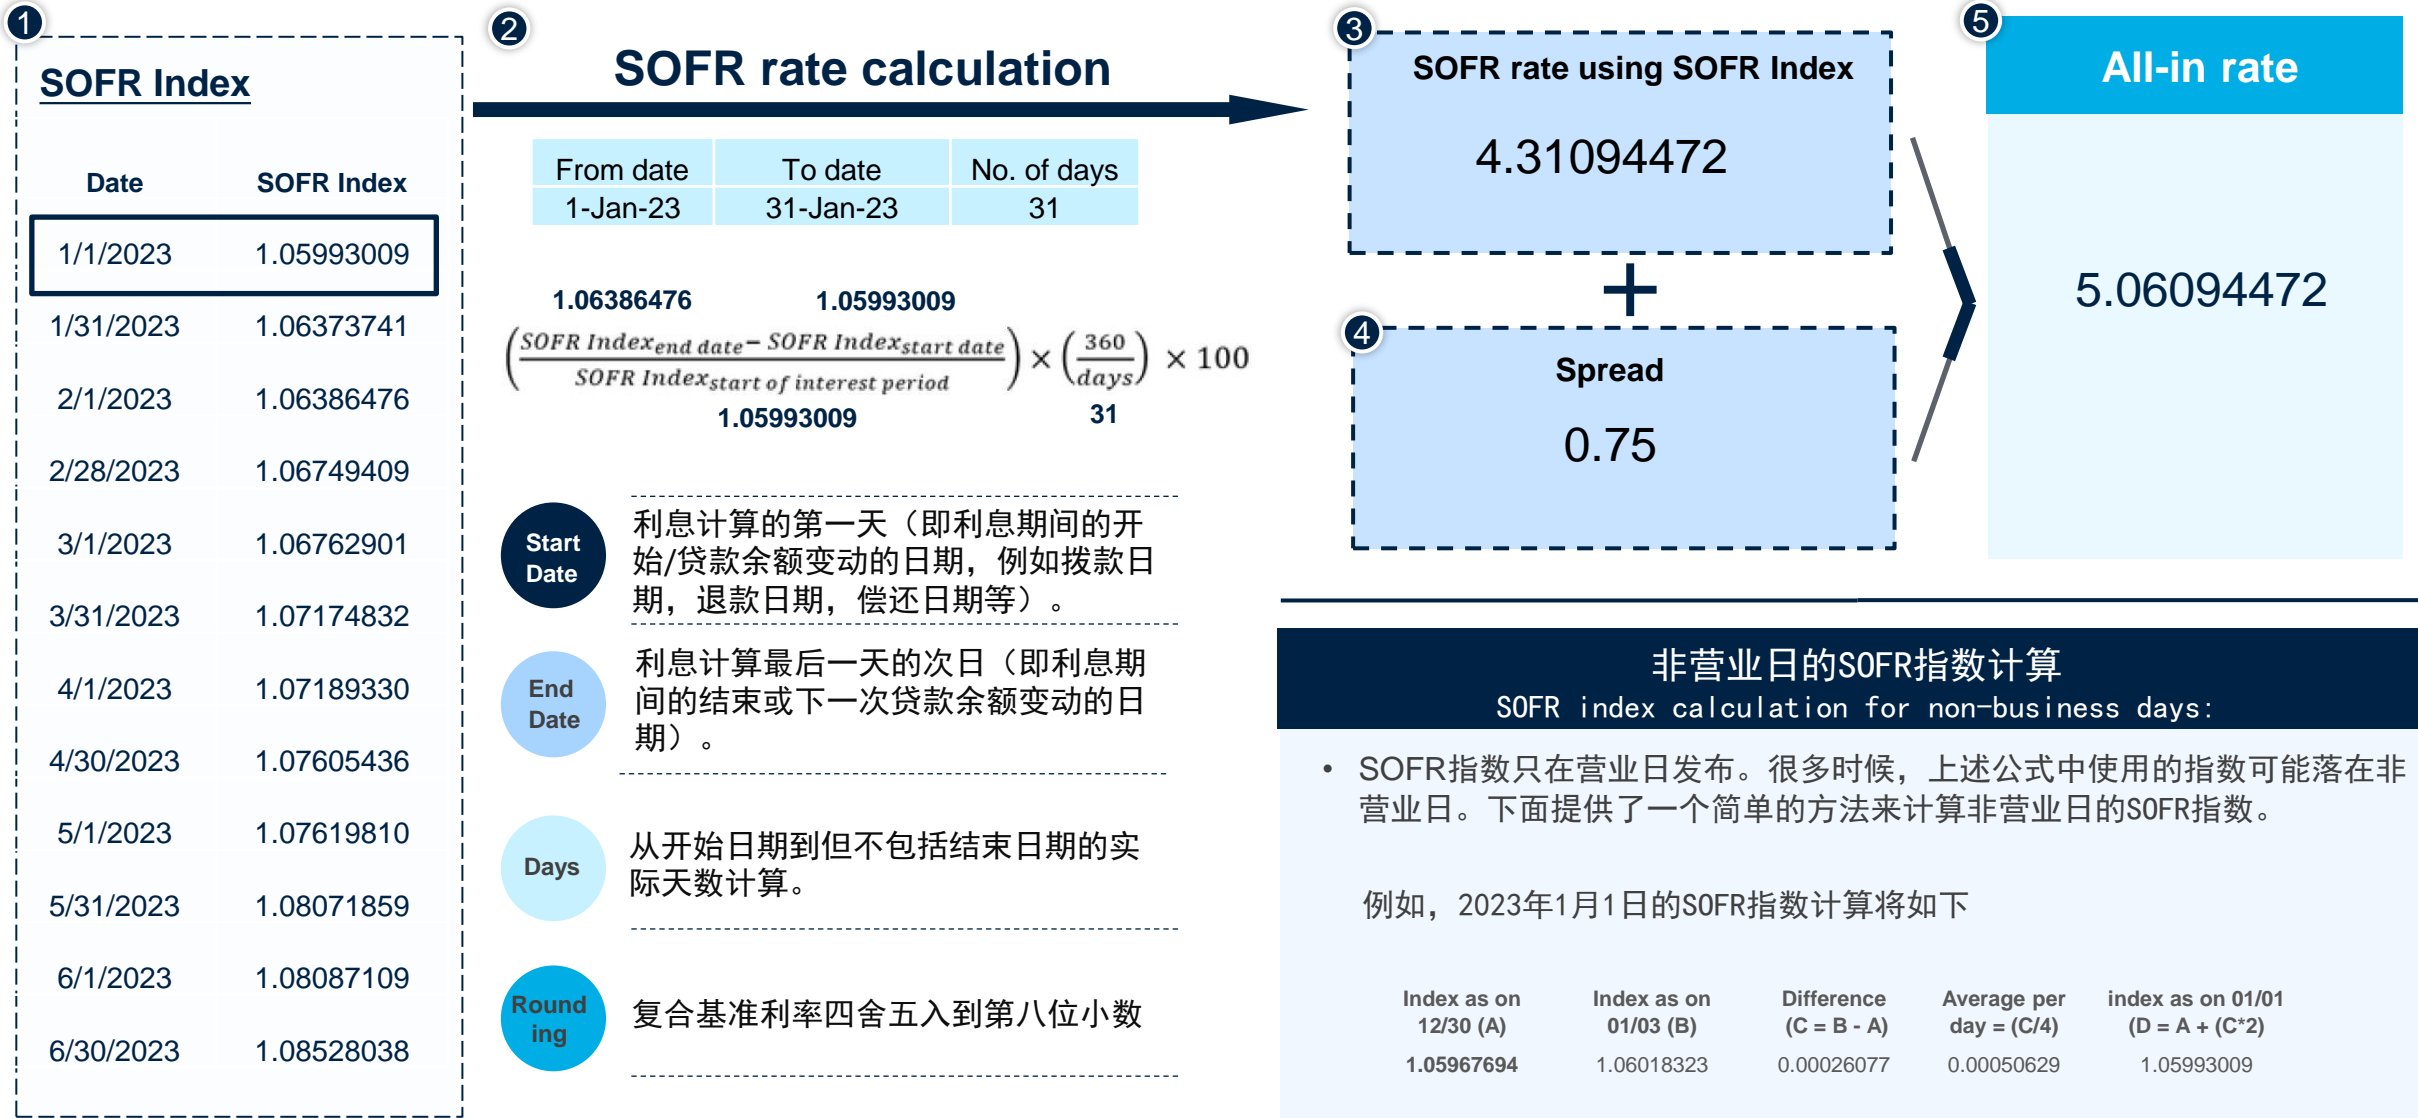 1
SOFR Index
Date SOFR Index
1/1/2023 1.05993009
1/31/2023 1.06373741
2/1/2023 1.06386476
2/28/2023 1.06749409
3/1/2023 1.06762901
3/31/2023 1.07174832
4/1/2023 1.07189330
4/30/2023 1.07605436
5/1/2023 1.07619810
5/31/2023 1.08071859
6/1/2023 1.08087109
6/30/2023 1.08528038
2
SOFR rate calculation
From date To date No. of days
1-Jan-23 31-Jan-23 31
1.06386476 1.05993009
(SOFR Index end date − SOFR Index start date / SOFR Index start of interest period) × (360 / days) × 100
1.05993009 31
Start
Date
利息计算的第一天（即利息期间的开
始/贷款余额变动的日期，例如拨款日
期，退款日期，偿还日期等）。
End
Date
利息计算最后一天的次日（即利息期
间的结束或下一次贷款余额变动的日
期）。
Days
从开始日期到但不包括结束日期的实
际天数计算。
Round
ing
复合基准利率四舍五入到第八位小数
3
SOFR rate using SOFR Index
4.31094472
+
4
Spread
0.75
5
All-in rate
5.06094472
非营业日的SOFR指数计算
SOFR index calculation for non-business days:
• SOFR指数只在营业日发布。很多时候，上述公式中使用的指数可能落在非
营业日。下面提供了一个简单的方法来计算非营业日的SOFR指数。
例如，2023年1月1日的SOFR指数计算将如下
Index as on Index as on Difference Average per index as on 01/01
12/30 (A) 01/03 (B) (C = B - A) day = (C/4) (D = A + (C*2)
1.05967694 1.06018323 0.00026077 0.00050629 1.05993009